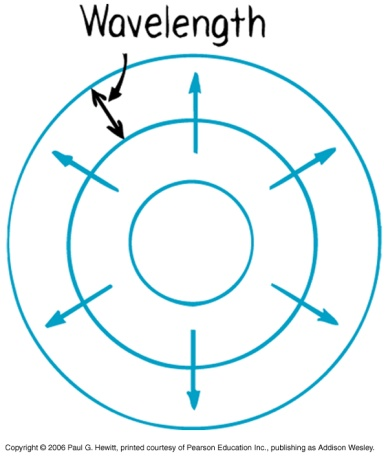 Wavelength
Copyright © 2006 Paul G. Hewitt, printed courtesy of Pearson Education Inc., publishing as Addison Wesley.